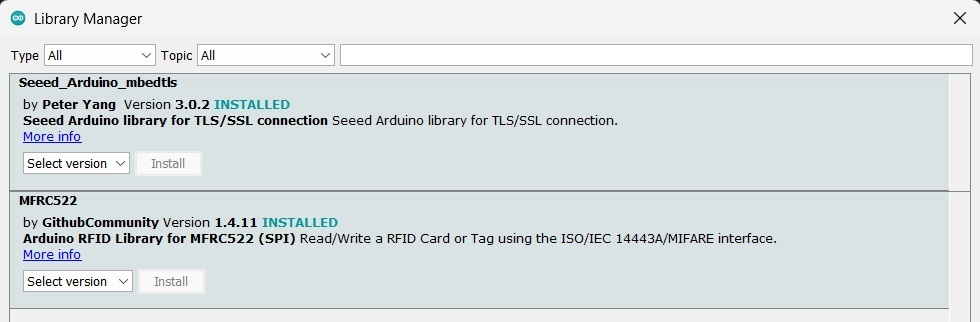 Library Manager
Type All Topic All
Seeed_Arduino_mbedtls
by Peter Yang Version 3.0.2 INSTALLED
Seeed Arduino library for TLS/SSL connection Seeed Arduino library for TLS/SSL connection.
More info
Select version Install
MFRC522
by GithubCommunity Version 1.4.11 INSTALLED
Arduino RFID Library for MFRC522 (SPI) Read/Write a RFID Card or Tag using the ISO/IEC 14443A/MIFARE interface.
More info
Select version Install